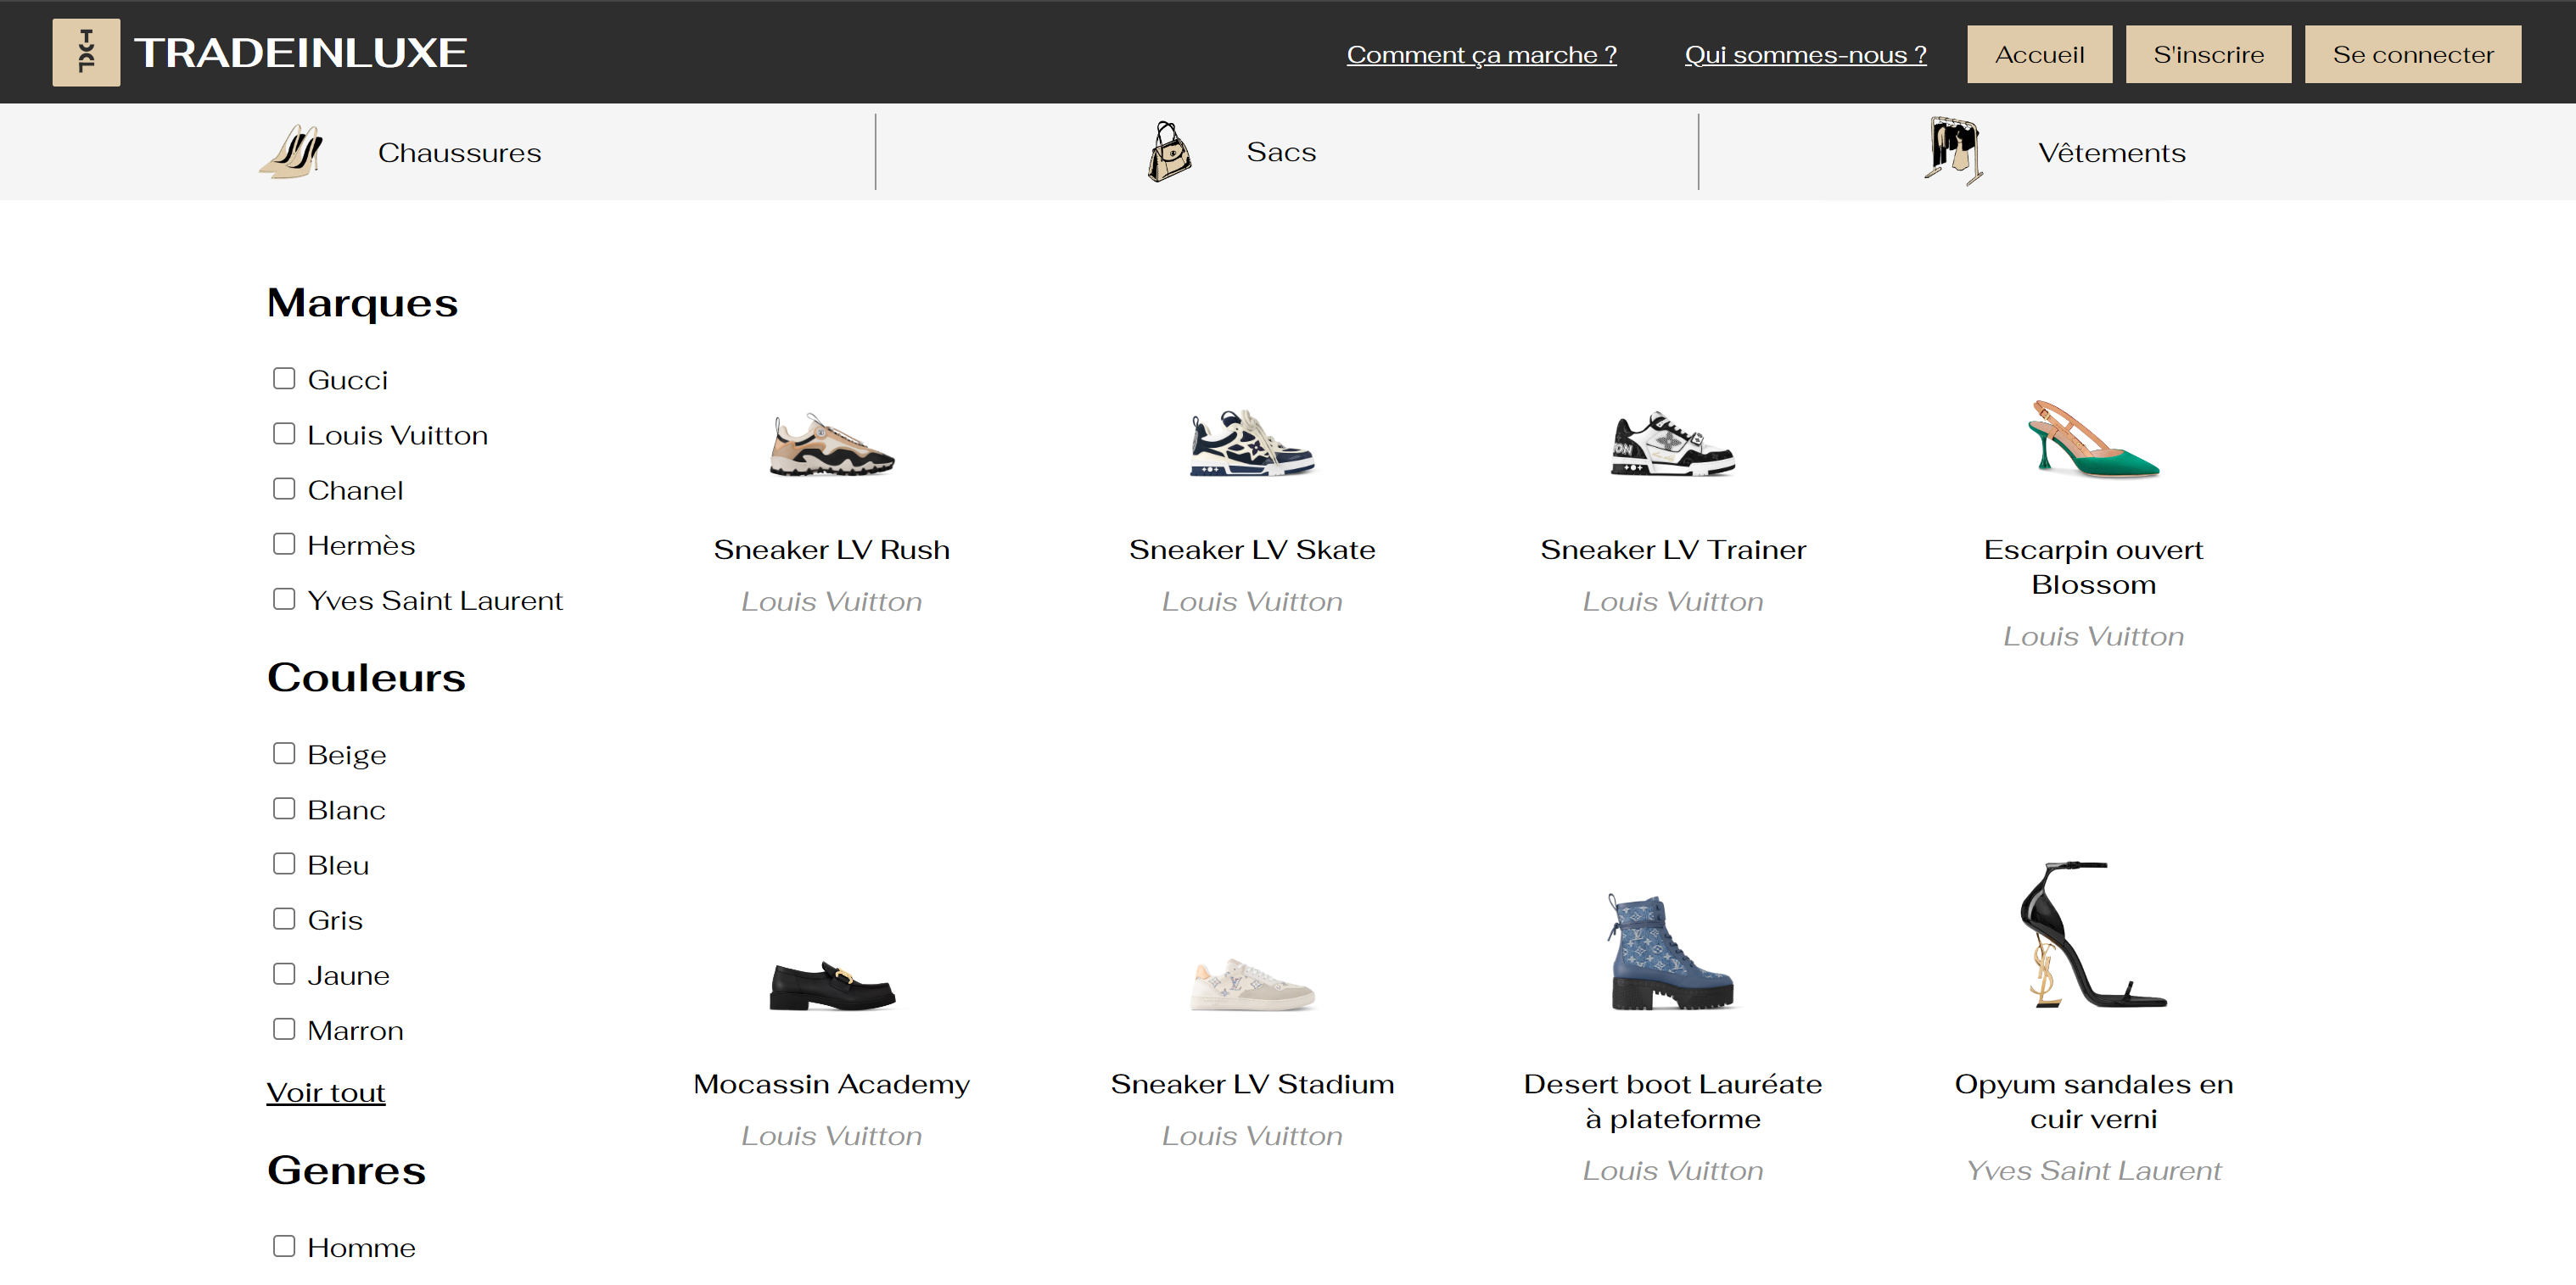 TXL
TRADEINLUXE
Comment ça marche ?
Qui sommes-nous ?
Accueil
S'inscrire
Se connecter
Chaussures
Sacs
Vêtements
Marques
Gucci
Louis Vuitton
Chanel
Hermès
Yves Saint Laurent
Couleurs
Beige
Blanc
Bleu
Gris
Jaune
Marron
Voir tout
Genres
Homme
Sneaker LV Rush
Louis Vuitton
Sneaker LV Skate
Louis Vuitton
Sneaker LV Trainer
Louis Vuitton
Escarpin ouvert
Blossom
Louis Vuitton
Mocassin Academy
Louis Vuitton
Sneaker LV Stadium
Louis Vuitton
Desert boot Lauréate
à plateforme
Louis Vuitton
Opyum sandales en
cuir verni
Yves Saint Laurent